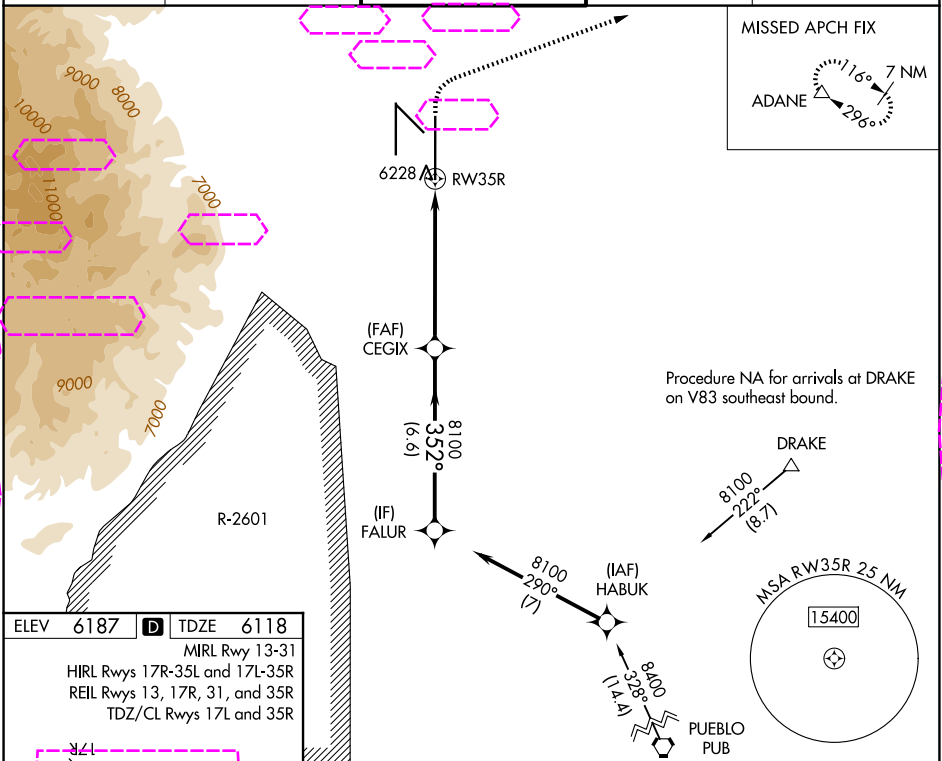 MISSED APCH FIX
116°
7 NM
ADANE
296°
9000
8000
10000
11000
7000
6228
RW35R
(FAF)
CEGIX
9000
7000
Procedure NA for arrivals at DRAKE
on V83 southeast bound.
8100
352°
(6.6)
DRAKE
8100
222°
(8.7)
R-2601
(IF)
FALUR
8100
290°
(7)
(IAF)
HABUK
MSA RW35R 25 NM
15400
8400
328°
(14.4)
PUEBLO
PUB
ELEV 6187 D TDZE 6118
MIRL Rwy 13-31
HIRL Rwys 17R-35L and 17L-35R
REIL Rwys 13, 17R, 31, and 35R
TDZ/CL Rwys 17L and 35R
17R